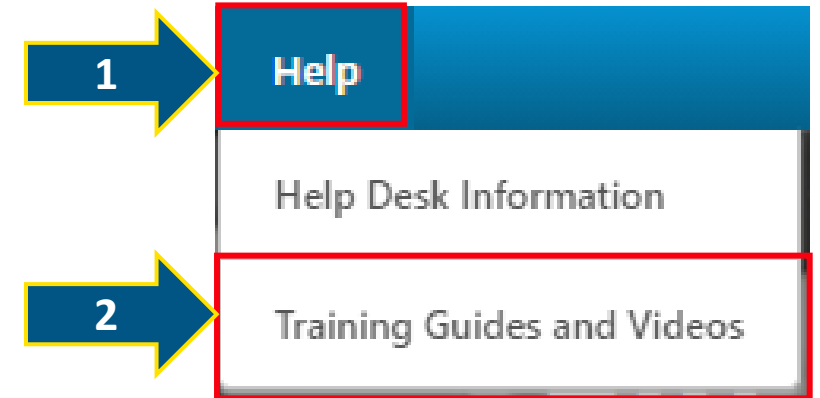 1
Help
Help Desk Information
2
Training Guides and Videos